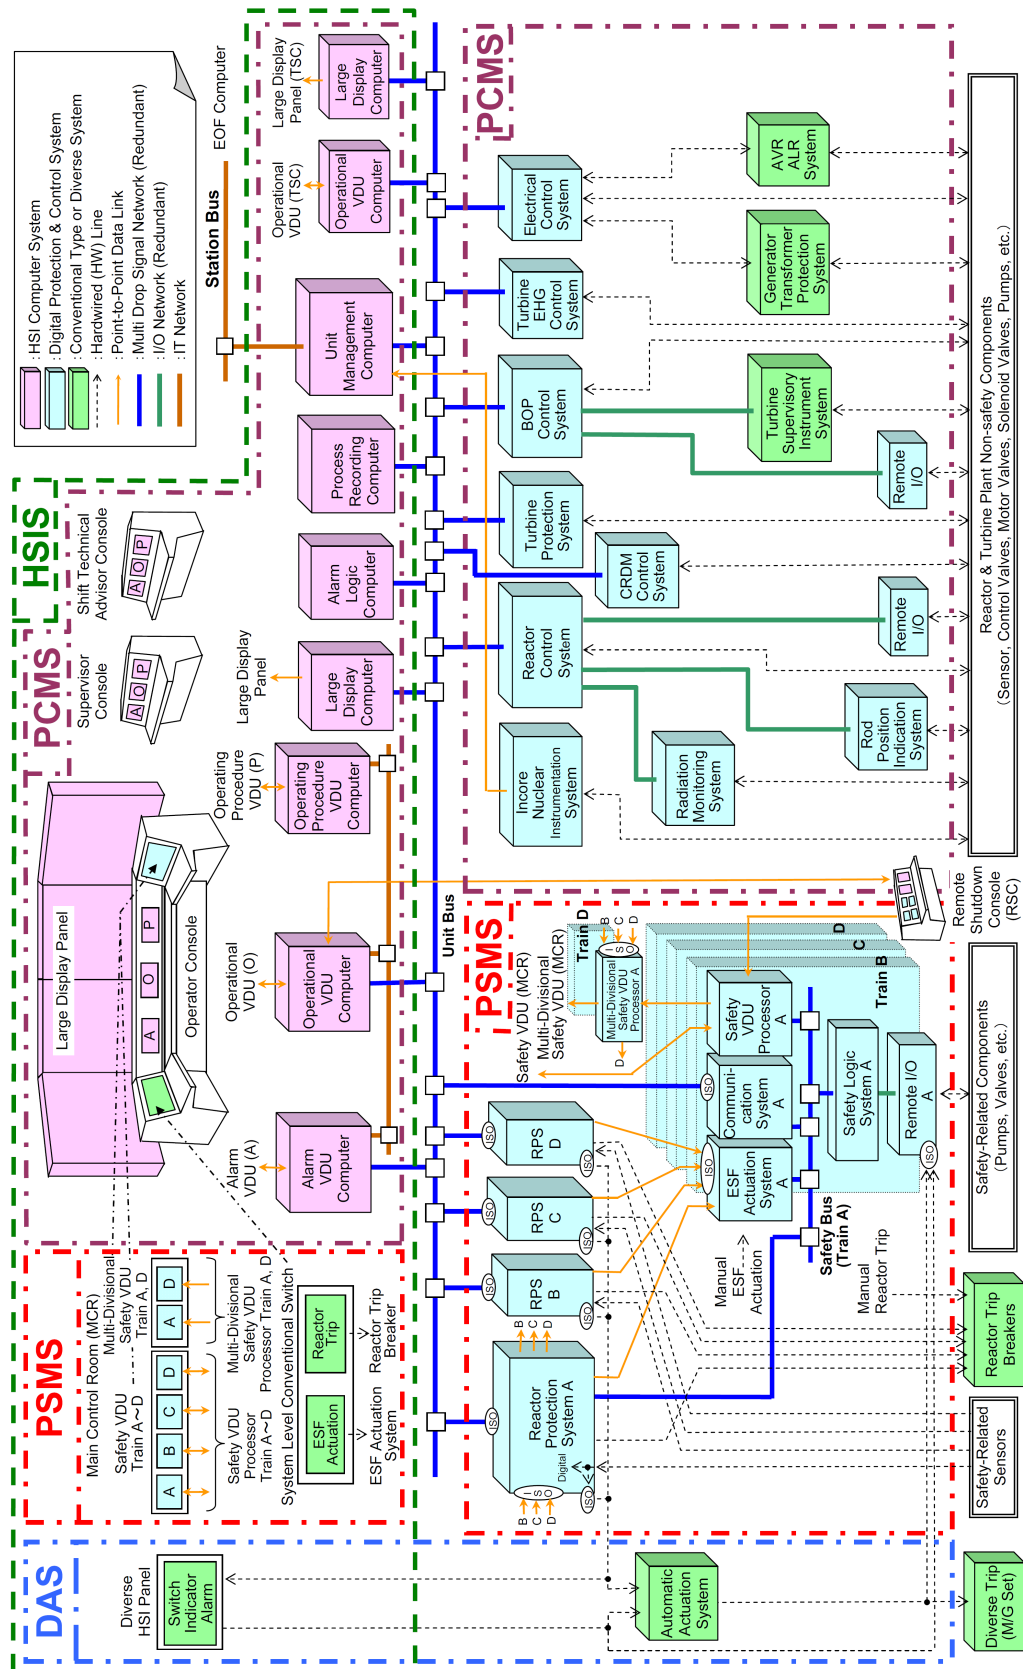 : HSI Computer System
: Digital Protection & Control System
: Conventional Type or Diverse System
: Hardwired (HW) Line
: Point-to-Point Data Link
: Multi Drop Signal Network (Redundant)
: I/O Network (Redundant)
: IT Network
DAS
PSMS
PCMS
HSIS
Diverse
HSI Panel
Switch
Indicator
Alarm
Main Control Room (MCR)
Safety VDU
Train A~D
Multi-Divisional
Safety VDU
Train A, D
A
B
C
D
A
D
Safety VDU
Processor
Train A~D
Multi-Divisional
Safety VDU
Processor Train A, D
System Level Conventional Switch
ESF
Actuation
Reactor
Trip
ESF Actuation
System
Reactor Trip
Breaker
Large Display Panel
A
O
P
Operator Console
Supervisor
Console
A
O
P
Shift Technical
Advisor Console
A
O
P
Alarm
VDU (A)
Alarm
VDU
Computer
Operational
VDU (O)
Operational
VDU
Computer
Operating
Procedure
VDU (P)
Operating
Procedure
VDU
Computer
Large Display
Panel
Large
Display
Computer
Alarm
Logic
Computer
Process
Recording
Computer
Unit
Management
Computer
Station Bus
EOF Computer
Operational
VDU (TSC)
Operational
VDU
Computer
Large Display
Panel (TSC)
Large
Display
Computer
Unit Bus
PSMS
ISO
Reactor
Protection
System A
Digital
I
S
O
B
C
D
ISO
B
C
D
ISO
RPS
B
ISO
ISO
RPS
C
ISO
ISO
RPS
D
ISO
Safety VDU (MCR)
Multi-Divisional
Safety VDU (MCR)
Train D
Multi-Divisional
Safety VDU
Processor A
I
S
O
B
C
D
D
ISO
ESF
Actuation
System
A
ISO
Communi-
cation
System
A
Safety
VDU
Processor
A
Train B
C
D
Manual
ESF
Actuation
Safety Bus
(Train A)
Safety Logic
System A
Remote I/O
A
ISO
Manual
Reactor Trip
Automatic
Actuation
System
Diverse Trip
(M/G Set)
Safety-Related
Sensors
Reactor Trip
Breakers
Safety-Related Components
(Pumps, Valves, etc.)
Remote
Shutdown
Console
(RSC)
PCMS
Incore
Nuclear
Instrumentation
System
Reactor
Control
System
Turbine
Protection
System
BOP
Control
System
Turbine
EHG
Control
System
Electrical
Control
System
Radiation
Monitoring
System
CRDM
Control
System
Rod
Position
Indication
System
Remote
I/O
Remote
I/O
Turbine
Supervisory
Instrument
System
Generator
Transformer
Protection
System
AVR
ALR
System
Reactor & Turbine Plant Non-safety Components
(Sensor, Control Valves, Motor Valves, Solenoid Valves, Pumps, etc.)